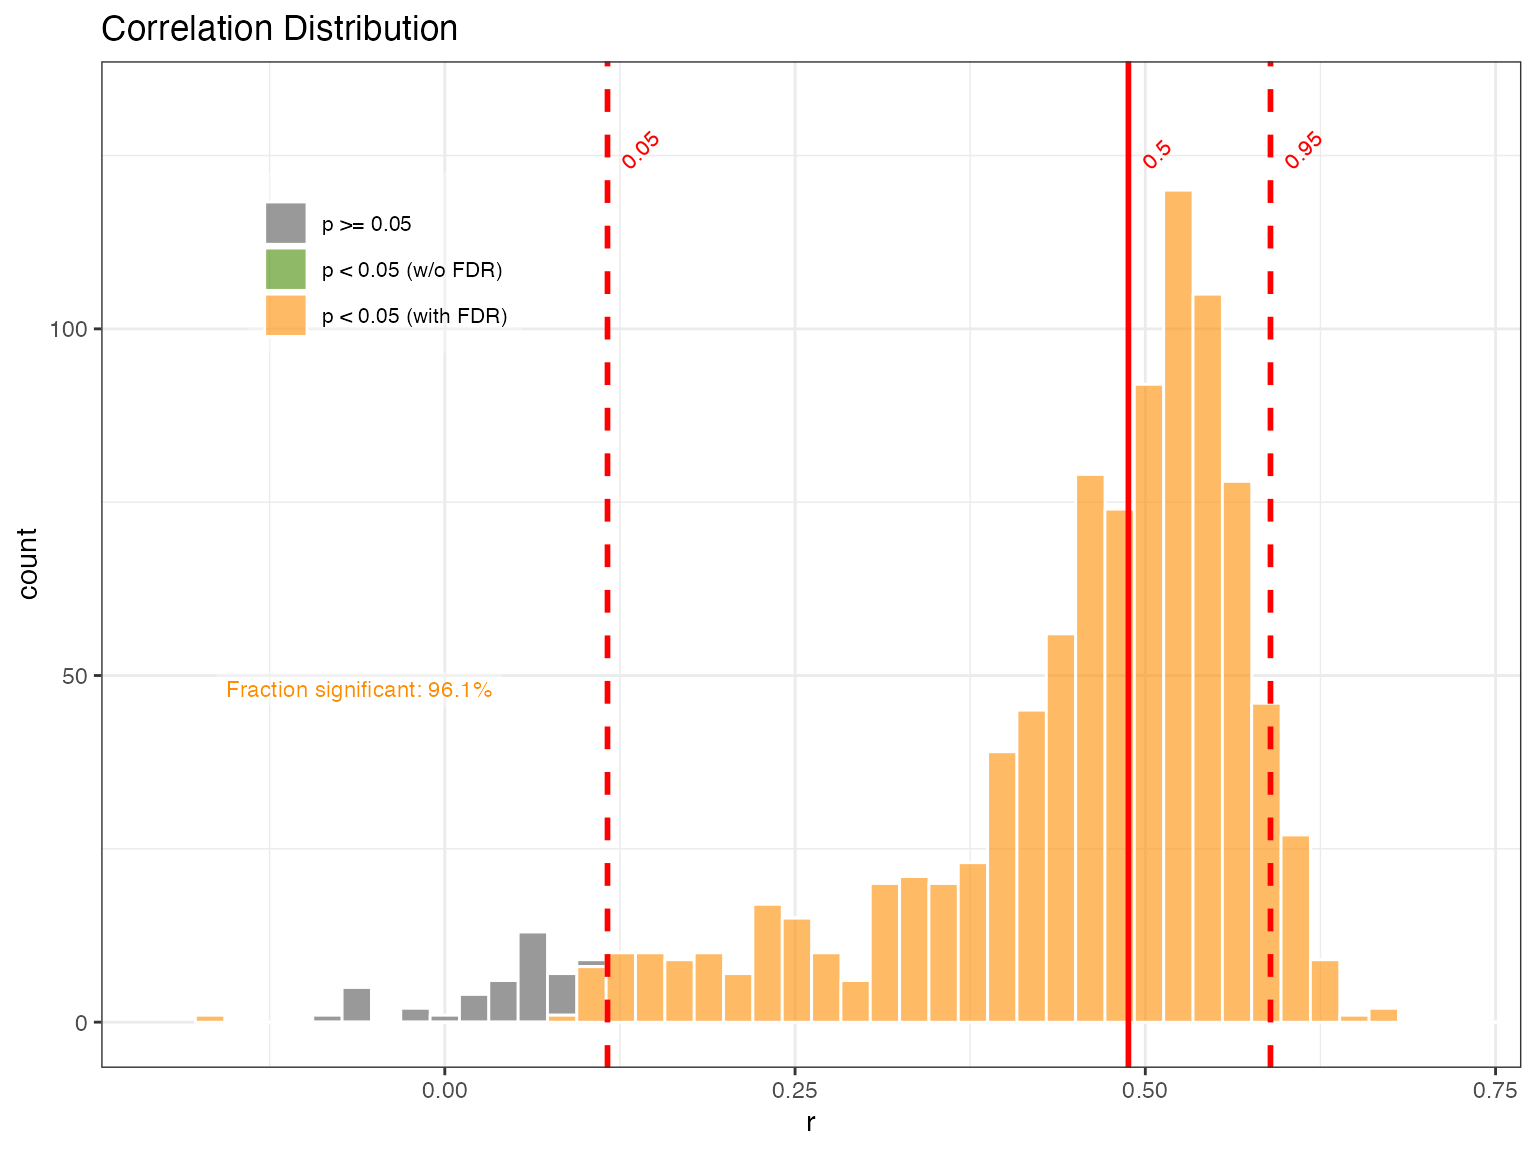 Correlation Distribution
0.05
0.5
0.95
p >= 0.05
p < 0.05 (w/o FDR)
p < 0.05 (with FDR)
100
50
0
count
Fraction significant: 96.1%
0.00
0.25
0.50
0.75
r